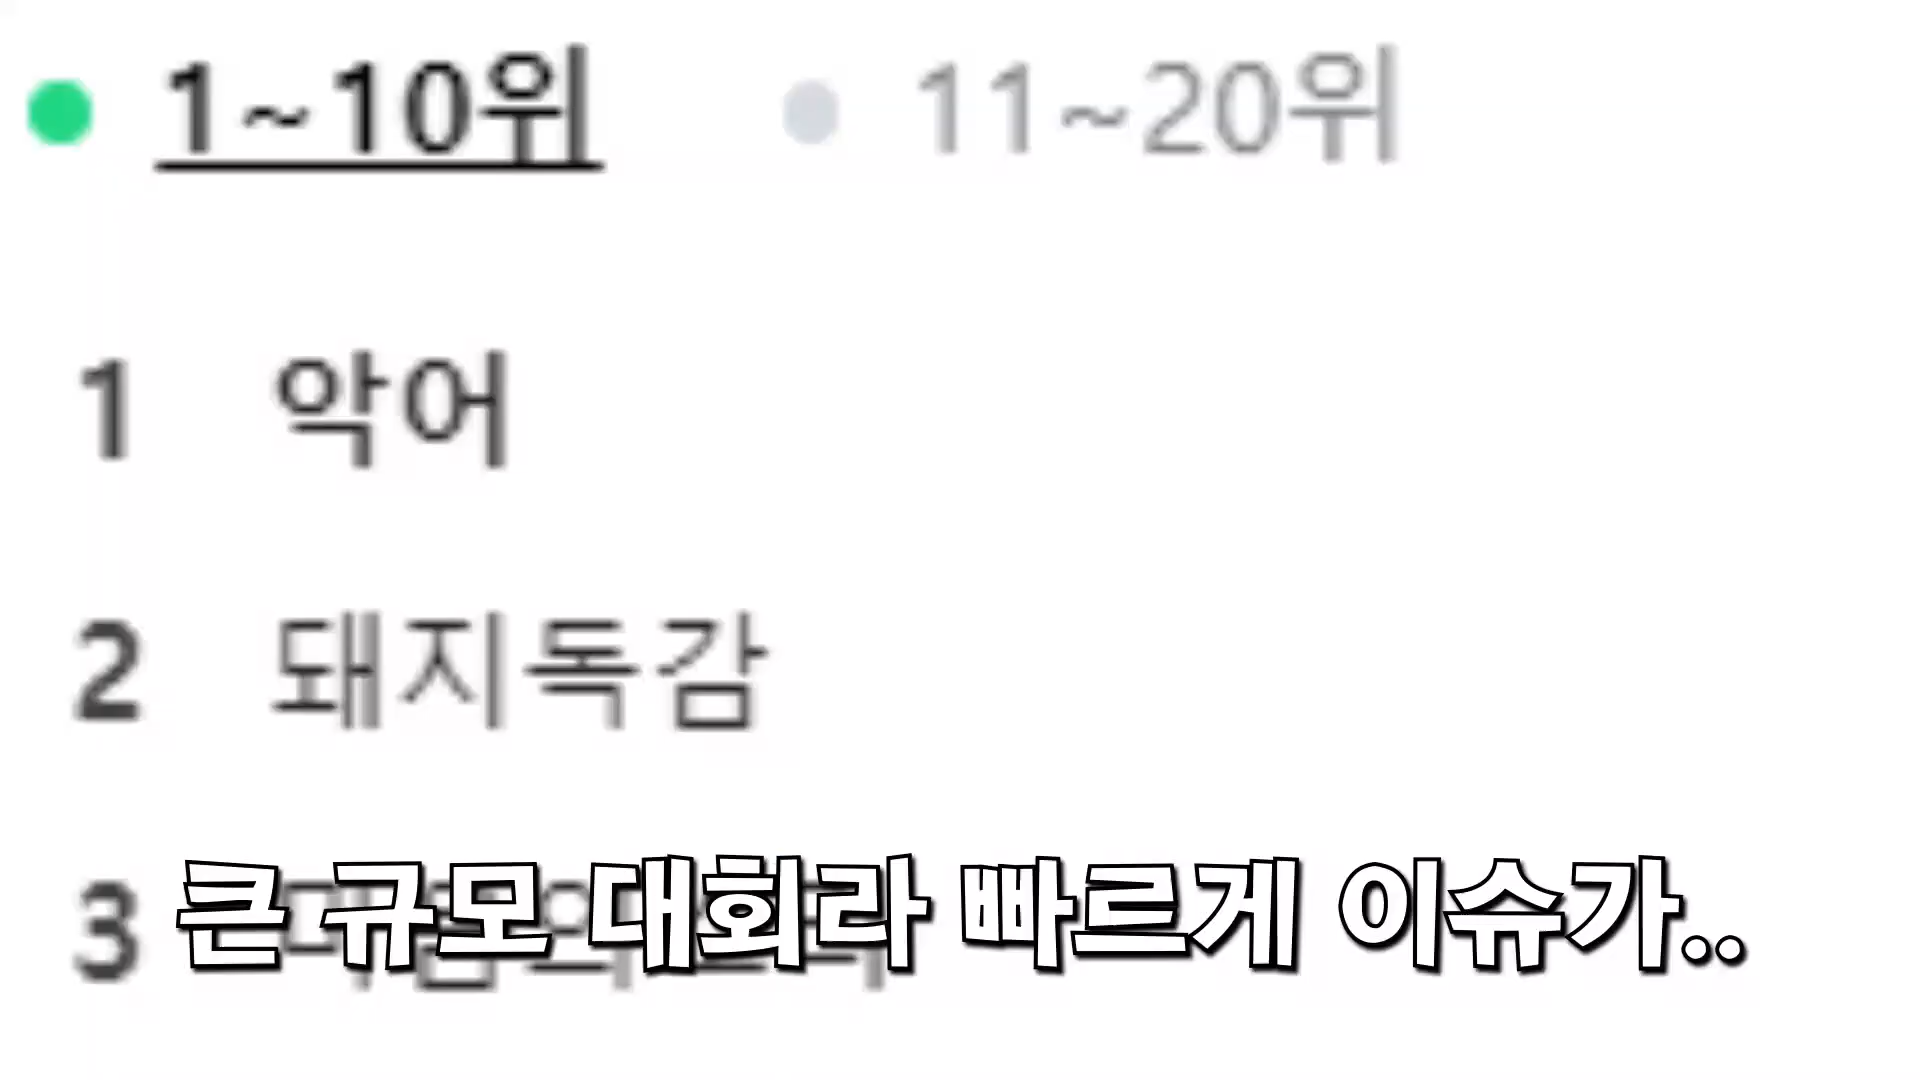 1~10위 11~20위
1 악어
2 돼지독감
3
큰 규모 대회라 빠르게 이슈가..